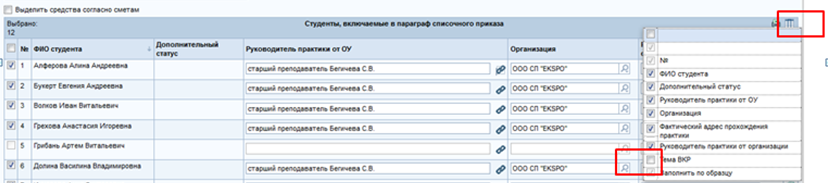 Выделить средства согласно сметам
Выбрано: 12
Студенты, включаемые в параграф списочного приказа
№ ФИО студента Дополнительный статус Руководитель практики от ОУ Организация
1 Алферова Алина Андреевна старший преподаватель Бегичева С.В. ООО СП "EKSPO"
2 Букерт Евгения Андреевна старший преподаватель Бегичева С.В. ООО СП "EKSPO"
3 Волков Иван Витальевич старший преподаватель Бегичева С.В. ООО СП "EKSPO"
4 Грехова Анастасия Игоревна старший преподаватель Бегичева С.В. ООО СП "EKSPO"
5 Грибань Артем Витальевич
6 Долина Василина Владимировна старший преподаватель Бегичева С.В. ООО СП "EKSPO"
№
ФИО студента
Дополнительный статус
Руководитель практики от ОУ
Организация
Фактический адрес прохождения
практики
Руководитель практики от организации
Тема ВКР
Заполнить по образцу